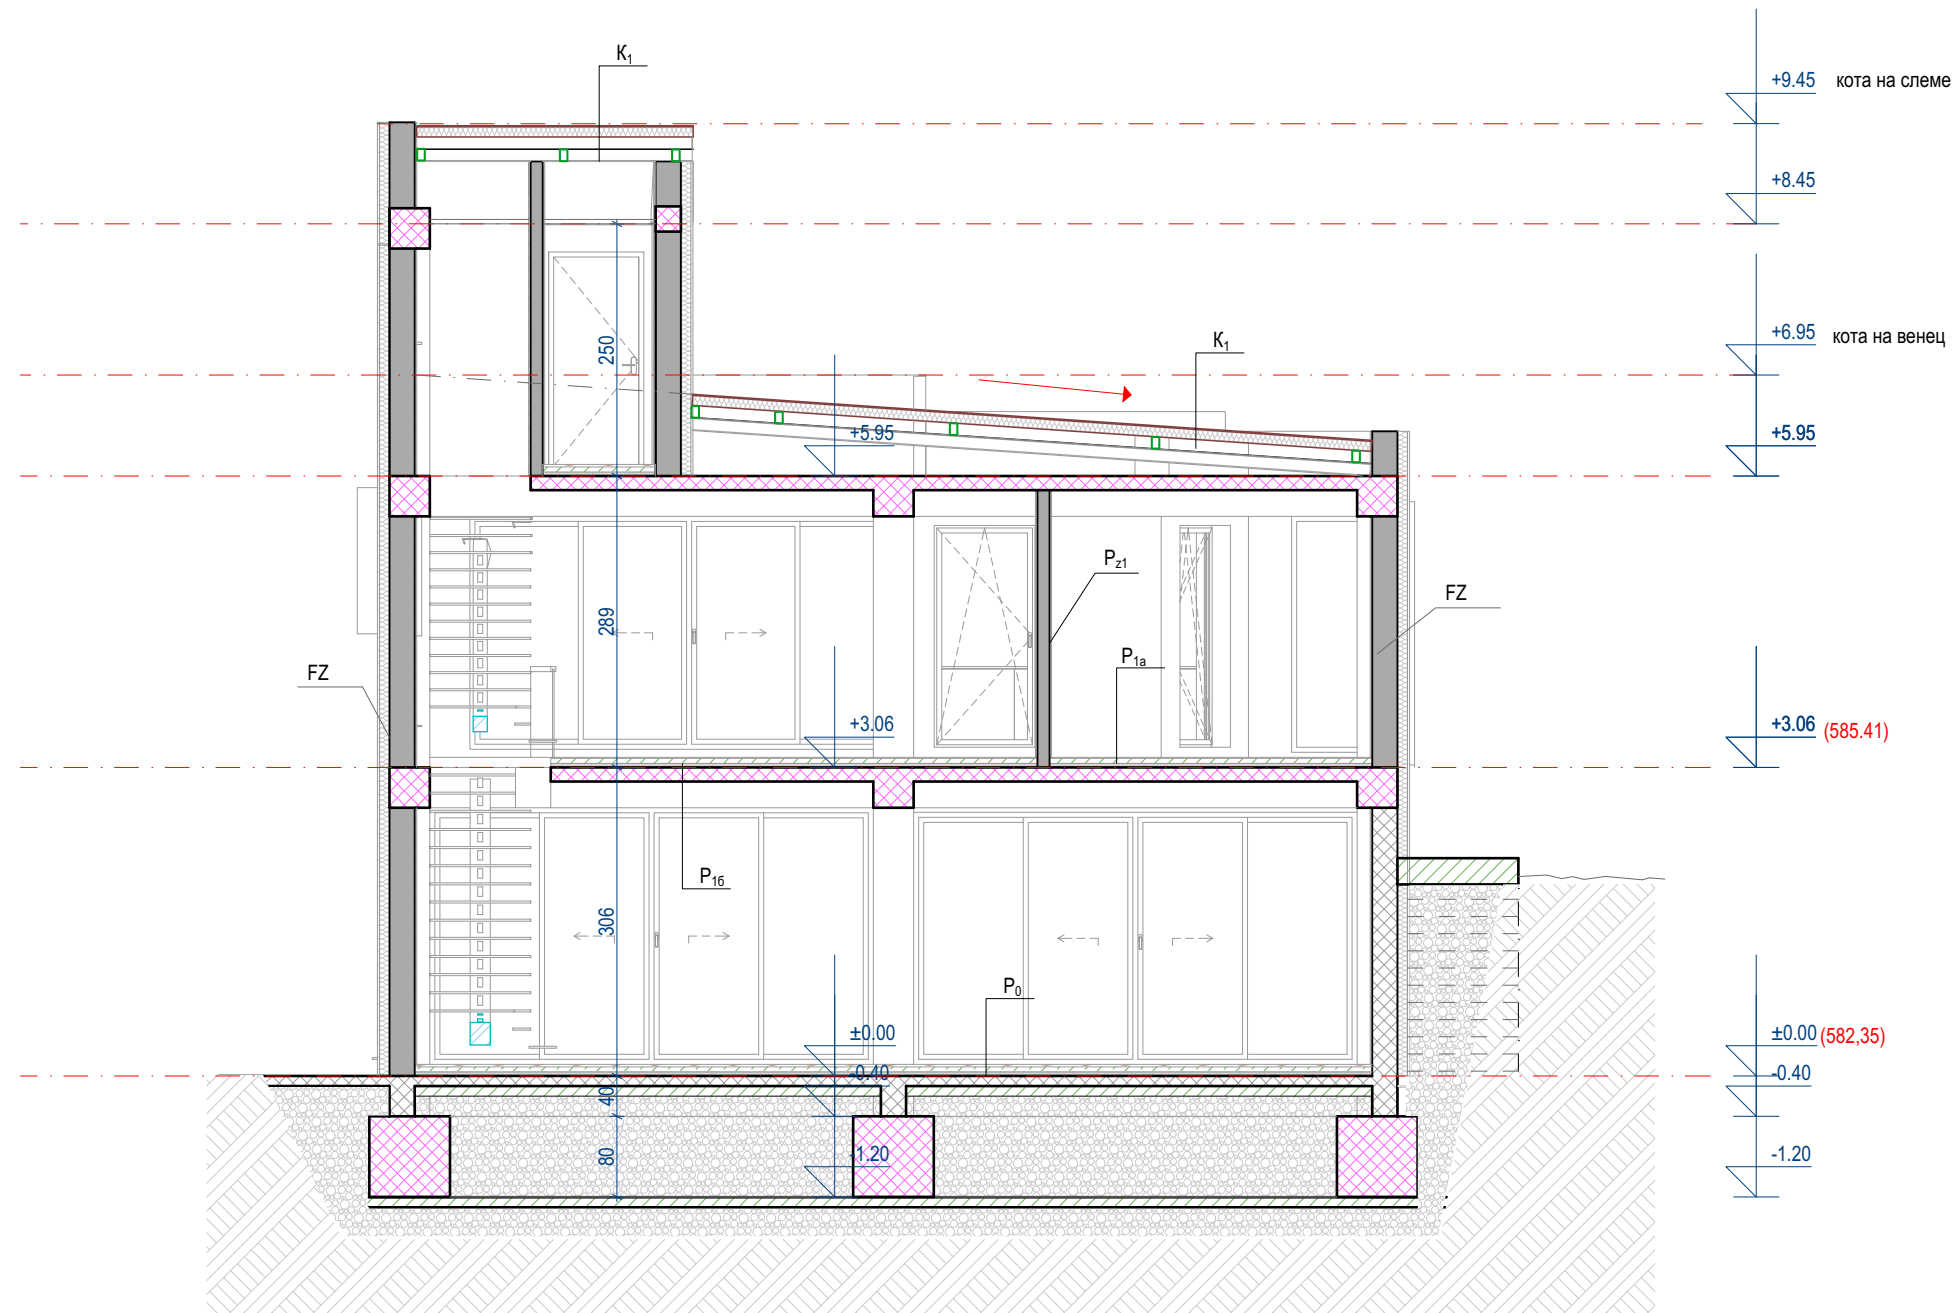 K1
+9.45 кота на слеме
+8.45
250
K1
+6.95 кота на венец
+5.95
+5.95
Pz1
FZ
289
P1a
FZ
+3.06
+3.06 (585.41)
P1б
306
P0
±0.00
±0.00 (582,35)
-0.40
-0.40
40
80
-1.20
-1.20